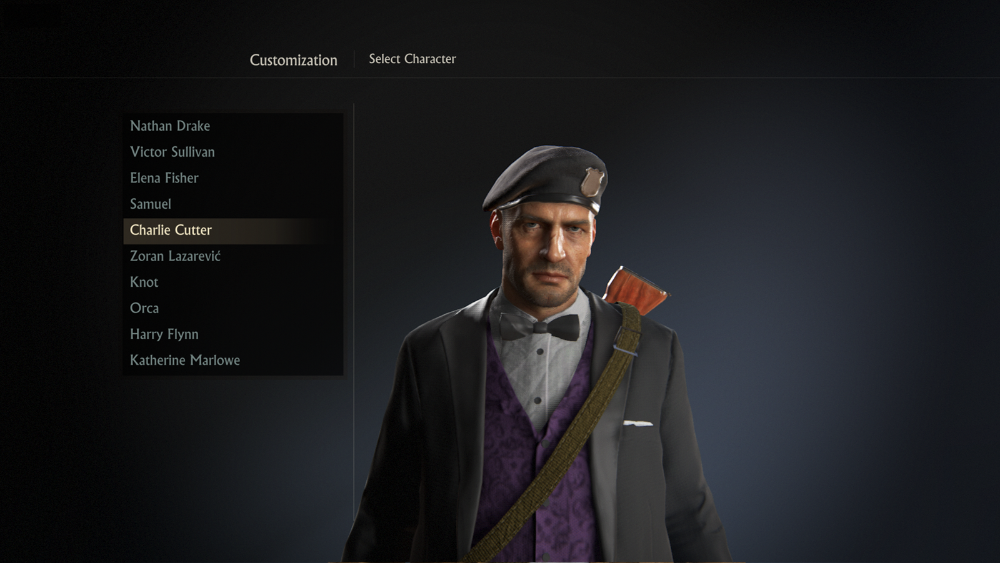 Customization
Select Character
Nathan Drake
Victor Sullivan
Elena Fisher
Samuel
Charlie Cutter
Zoran Lazarević
Knot
Orca
Harry Flynn
Katherine Marlowe